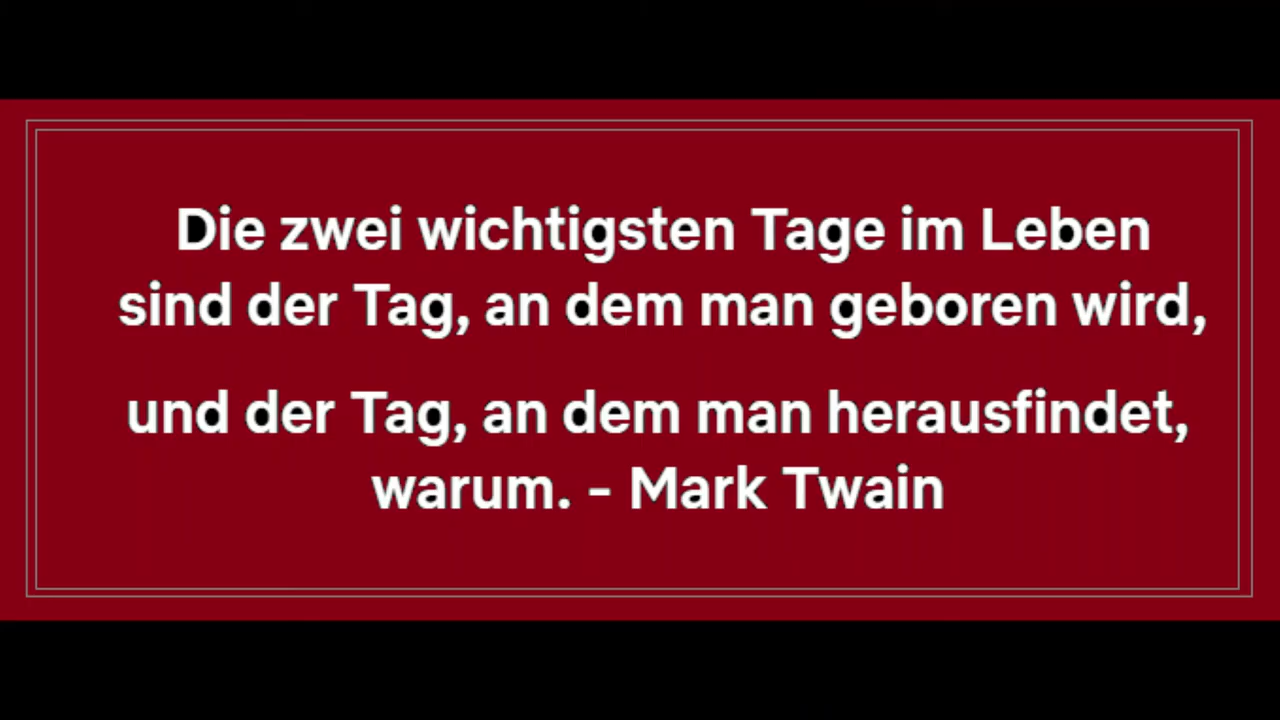 Die zwei wichtigsten Tage im Leben
sind der Tag, an dem man geboren wird,
und der Tag, an dem man herausfindet,
warum. - Mark Twain